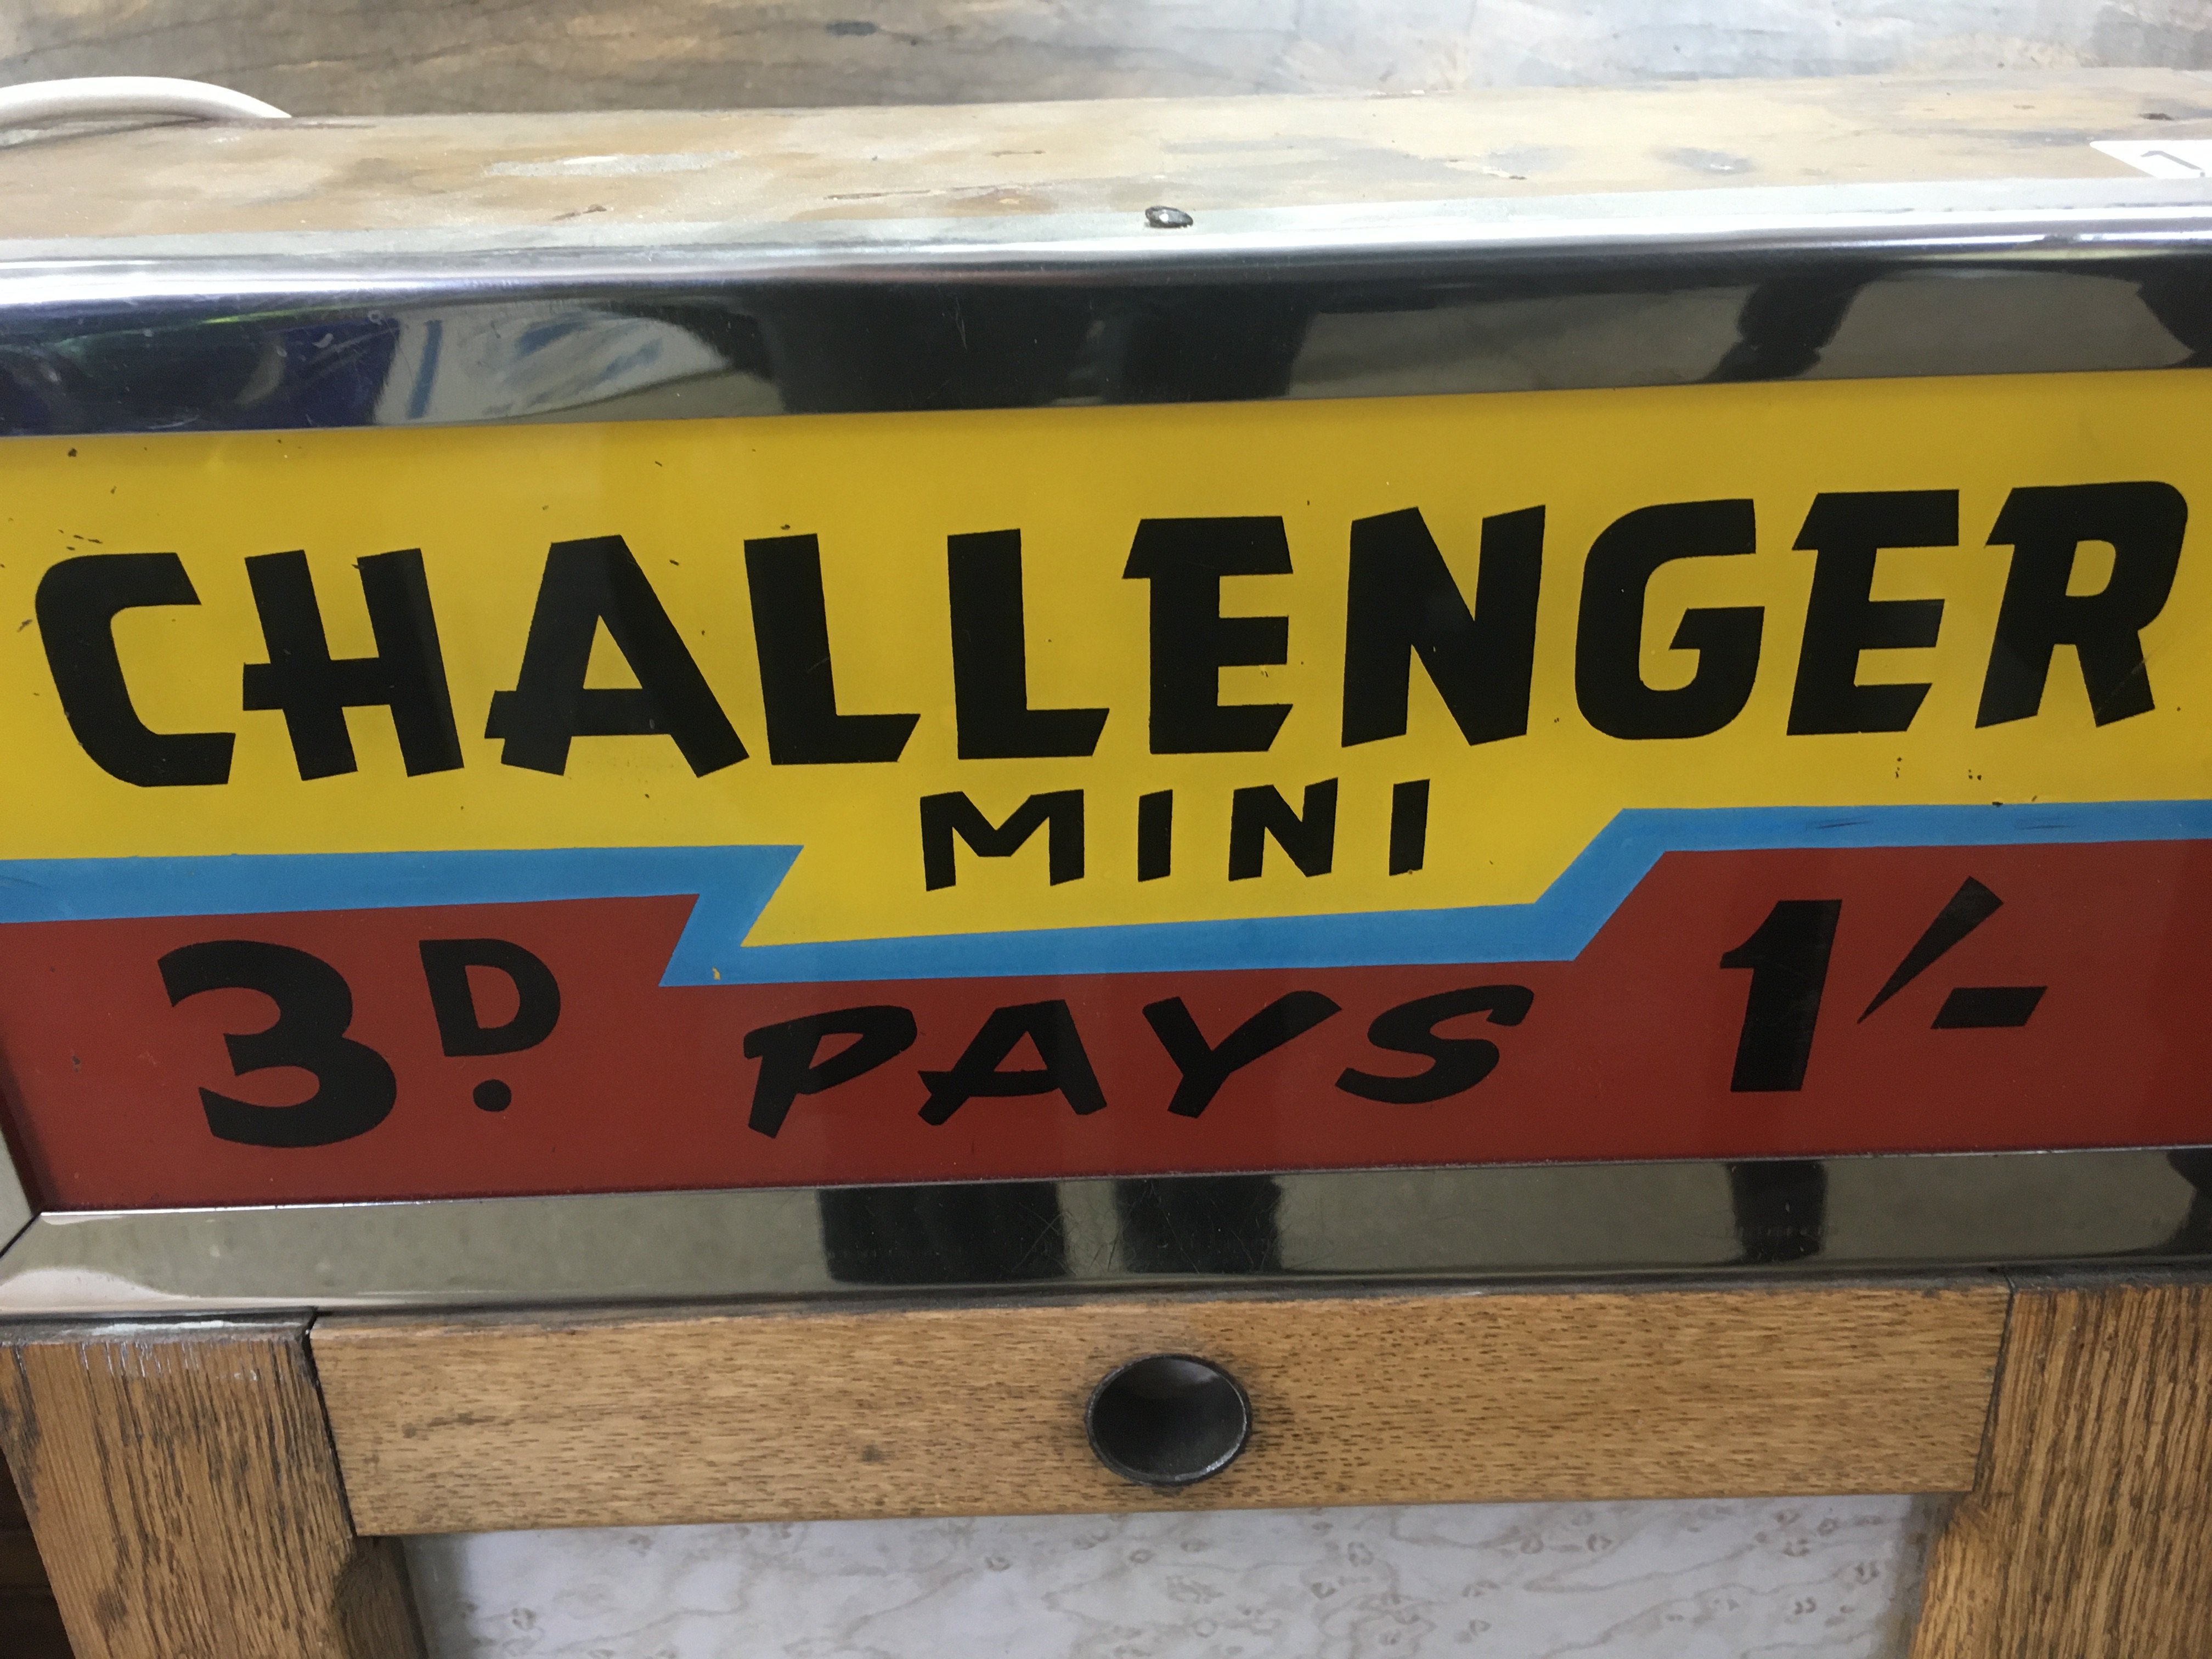 CHALLENGER
MINI
3D. PAYS 1/-